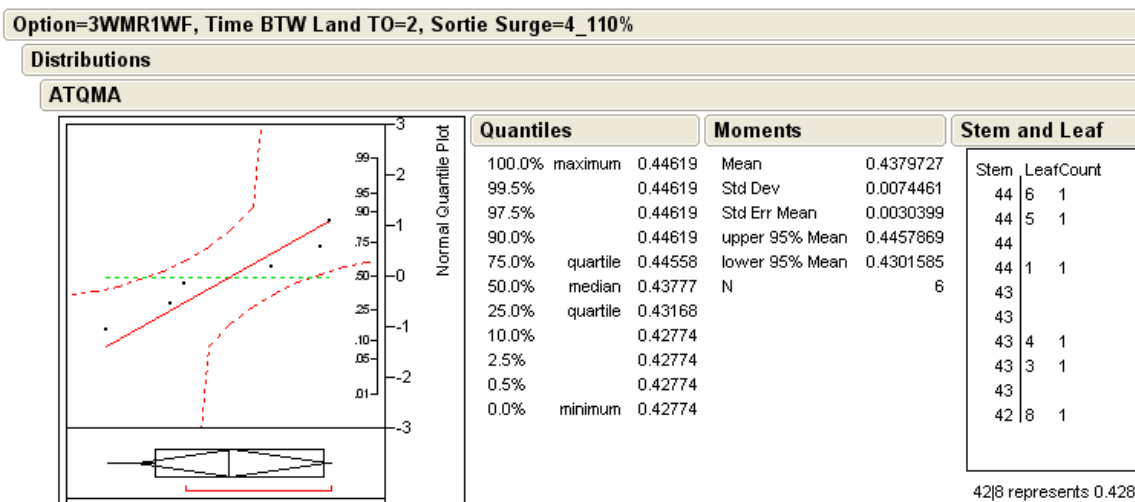 Option=3WMR1WF, Time BTW Land TO=2, Sortie Surge=4_110%
Distributions
ATQMA
3
2
1
0
-1
-2
-3
.99
.95
.90
.75
.50
.25
.10
.05
.01
Normal Quantile Plot
Quantiles
100.0% maximum 0.44619
99.5% 0.44619
97.5% 0.44619
90.0% 0.44619
75.0% quartile 0.44558
50.0% median 0.43777
25.0% quartile 0.43168
10.0% 0.42774
2.5% 0.42774
0.5% 0.42774
0.0% minimum 0.42774
Moments
Mean 0.4379727
Std Dev 0.0074461
Std Err Mean 0.0030399
upper 95% Mean 0.4457869
lower 95% Mean 0.4301585
N 6
Stem and Leaf
Stem Leaf Count
44 6 1
44 5 1
44
44 1 1
43
43
43 4 1
43 3 1
43
42 8 1
42|8 represents 0.428